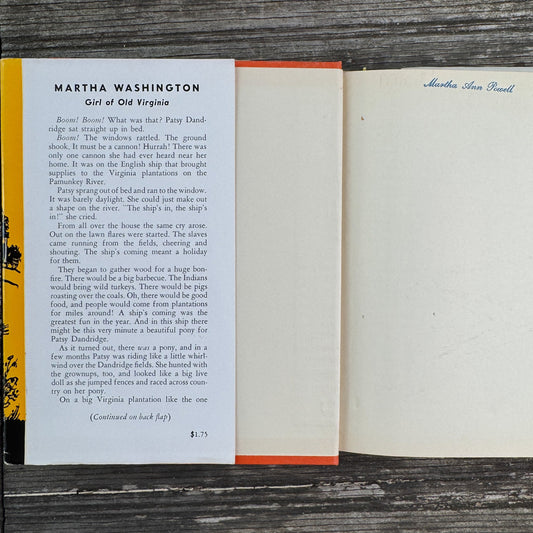 MARTHA WASHINGTON
Girl of Old Virginia
Boom! Boom! What was that? Patsy Dand-
ridge sat straight up in bed.
Boom! The windows rattled. The ground
shook. It must be a cannon! Hurrah! There was
only one cannon she had ever heard near her
home. It was on the English ship that brought
supplies to the Virginia plantations on the
Pamunkey River.
Patsy sprang out of bed and ran to the window.
It was barely daylight. She could just make out
a shape on the river. "The ship's in, the ship's
in!" she cried.
From all over the house the same cry arose.
Out on the lawn flares were started. The slaves
came running from the fields, cheering and
shouting. The ship's coming meant a holiday
for them.
They began to gather wood for a huge bon-
fire. There would be a big barbecue. The Indians
would bring wild turkeys. There would be pigs
roasting over the coals. Oh, there would be good
food, and people would come from plantations
for miles around! A ship's coming was the
greatest fun in the year. And in this ship there
might be this very minute a beautiful pony for
Patsy Dandridge.
As it turned out, there was a pony, and in a
few months Patsy was riding like a little whirl-
wind over the Dandridge fields. She hunted with
the grownups, too, and looked like a big live
doll as she jumped fences and raced across coun-
try on her pony.
On a big Virginia plantation like the one
(Continued on back flap)
$1.75
Martha Ann Powell